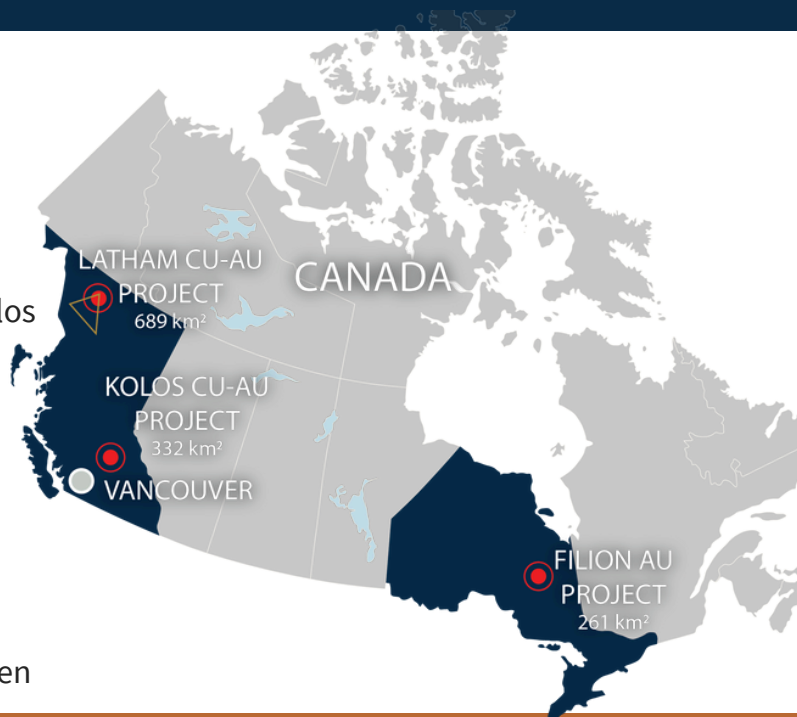 LATHAM CU-AU
PROJECT
689 km²
CANADA
los
KOLOS CU-AU
PROJECT
332 km²
VANCOUVER
FILION AU
PROJECT
261 km²
en